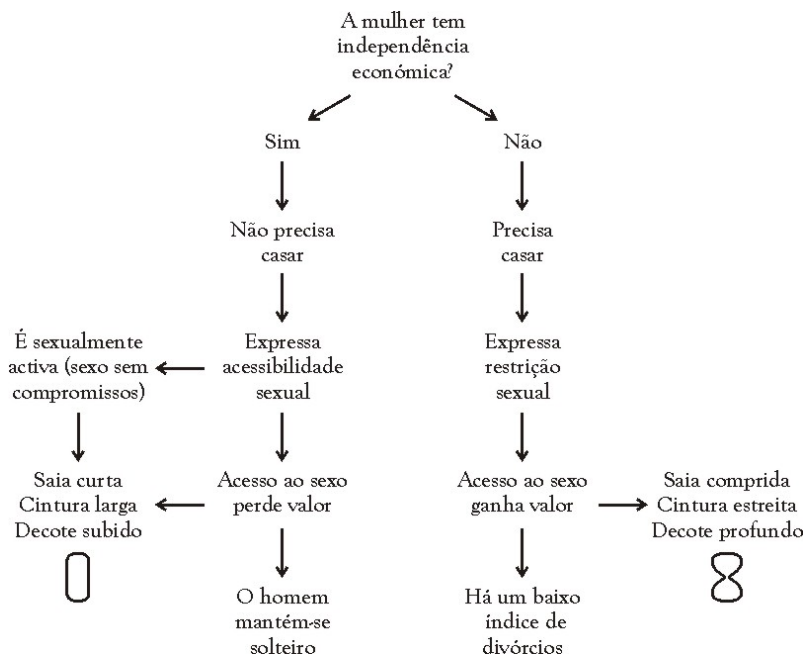 A mulher tem
independência
económica?
Sim
Não
Não precisa
casar
Precisa
casar
É sexualmente
activa (sexo sem
compromissos)
Expressa
acessibilidade
sexual
Expressa
restrição
sexual
Saia curta
Cintura larga
Decote subido
Acesso ao sexo
perde valor
Acesso ao sexo
ganha valor
Saia comprida
Cintura estreita
Decote profundo
O homem
mantém-se
solteiro
Há um baixo
índice de
divórcios